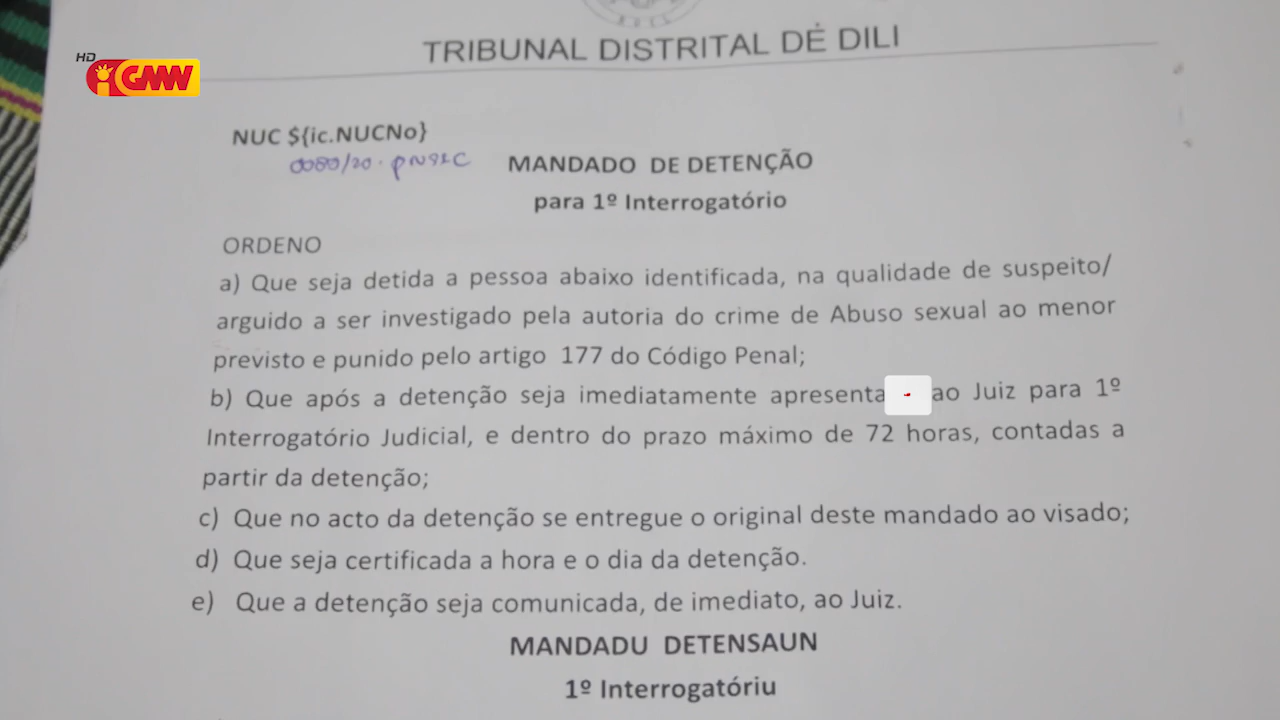 TRIBUNAL DISTRITAL DE DILI
HD
GMN
NUC ${ic.NUCNo}
0080/20.
MANDADO DE DETENÇÃO
para 1º Interrogatório
ORDENO
a) Que seja detida a pessoa abaixo identificada, na qualidade de suspeito/
arguido a ser investigado pela autoria do crime de Abuso sexual ao menor
previsto e punido pelo artigo 177 do Código Penal;
b) Que após a detenção seja imediatamente apresenta ao Juiz para 1º
Interrogatório Judicial, e dentro do prazo máximo de 72 horas, contadas a
partir da detenção;
c) Que no acto da detenção se entregue o original deste mandado ao visado;
d) Que seja certificada a hora e o dia da detenção.
e) Que a detenção seja comunicada, de imediato, ao Juiz.
MANDADU DETENSAUN
1º Interrogatóriu